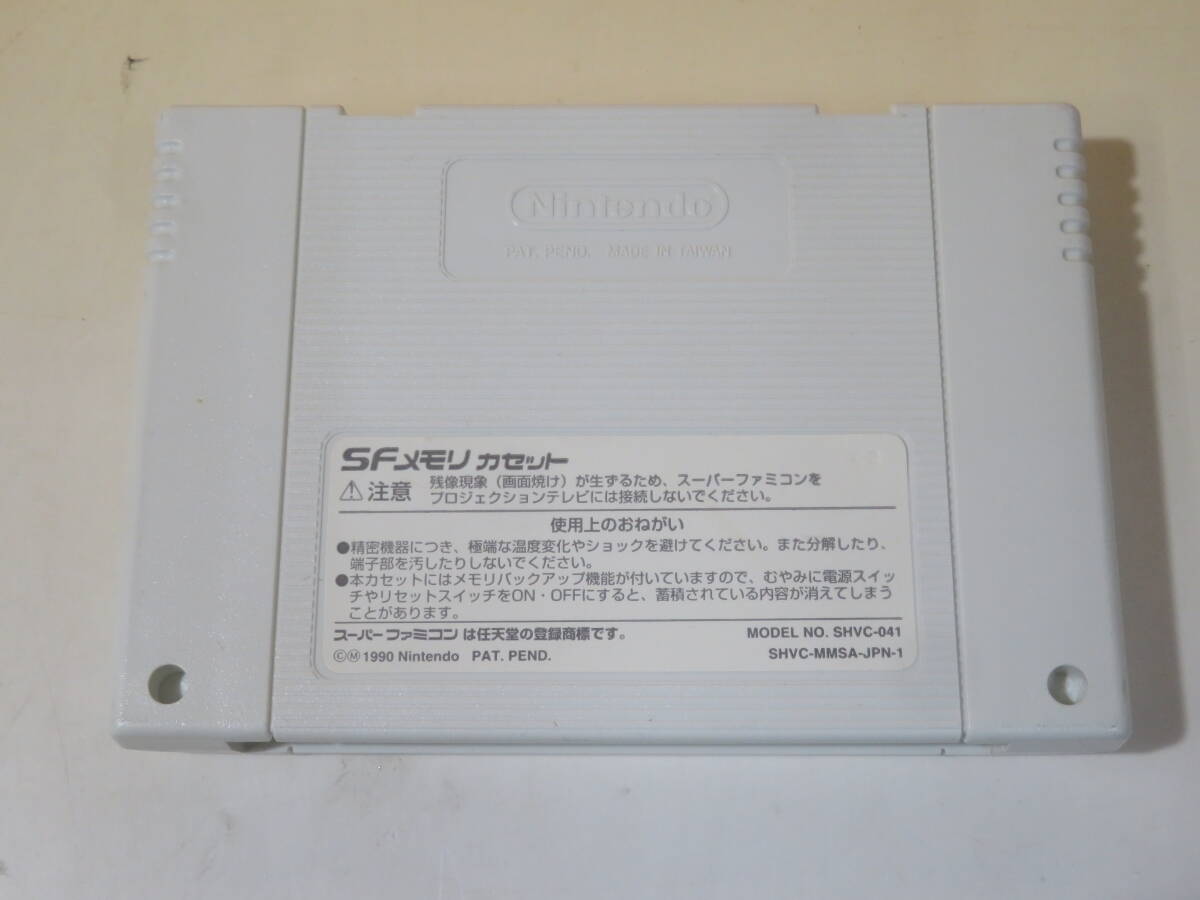 Nintendo
PAT. PEND. MADE IN TAIWAN
SFメモリ カセット
注意 残像現象（画面焼け）が生ずるため、スーパーファミコンを
プロジェクションテレビには接続しないでください。
使用上のおねがい
●精密機器につき、極端な温度変化やショックを避けてください。また分解したり、
端子部を汚したりしないでください。
●本カセットにはメモリバックアップ機能が付いていますので、むやみに電源スイッ
チやリセットスイッチをON・OFFにすると、蓄積されている内容が消えてしまう
ことがあります。
スーパーファミコンは任天堂の登録商標です。 MODEL NO. SHVC-041
ⒸⓂ1990 Nintendo PAT. PEND. SHVC-MMSA-JPN-1